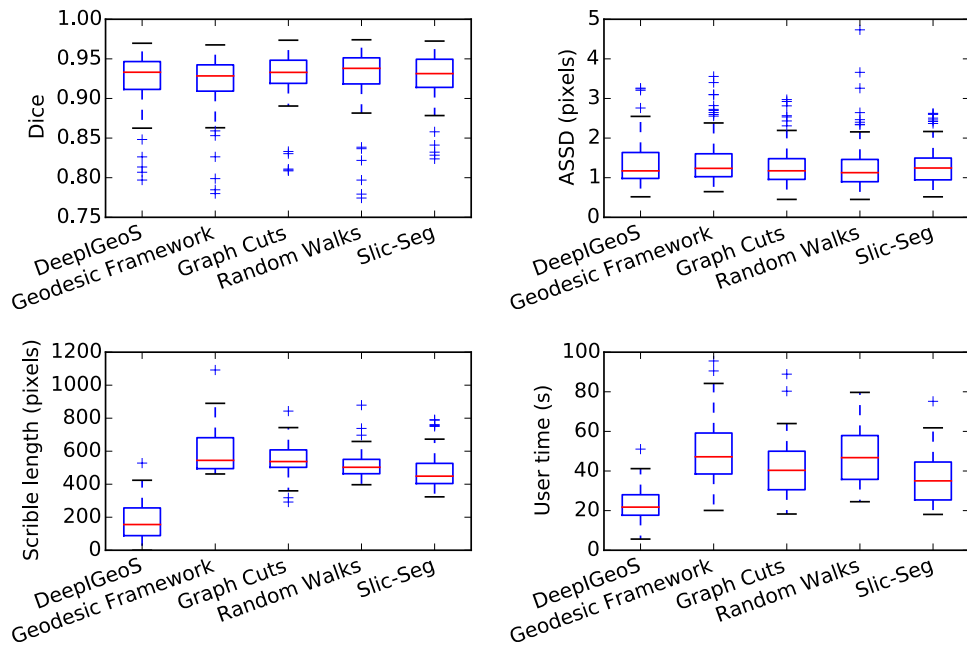 1.00
0.95
0.90
0.85
0.80
0.75
Dice
DeepIGeoS
Geodesic Framework
Graph Cuts
Random Walks
Slic-Seg
5
4
3
2
1
0
ASSD (pixels)
DeepIGeoS
Geodesic Framework
Graph Cuts
Random Walks
Slic-Seg
1200
1000
800
600
400
200
0
Scrible length (pixels)
DeepIGeoS
Geodesic Framework
Graph Cuts
Random Walks
Slic-Seg
100
80
60
40
20
0
User time (s)
DeepIGeoS
Geodesic Framework
Graph Cuts
Random Walks
Slic-Seg